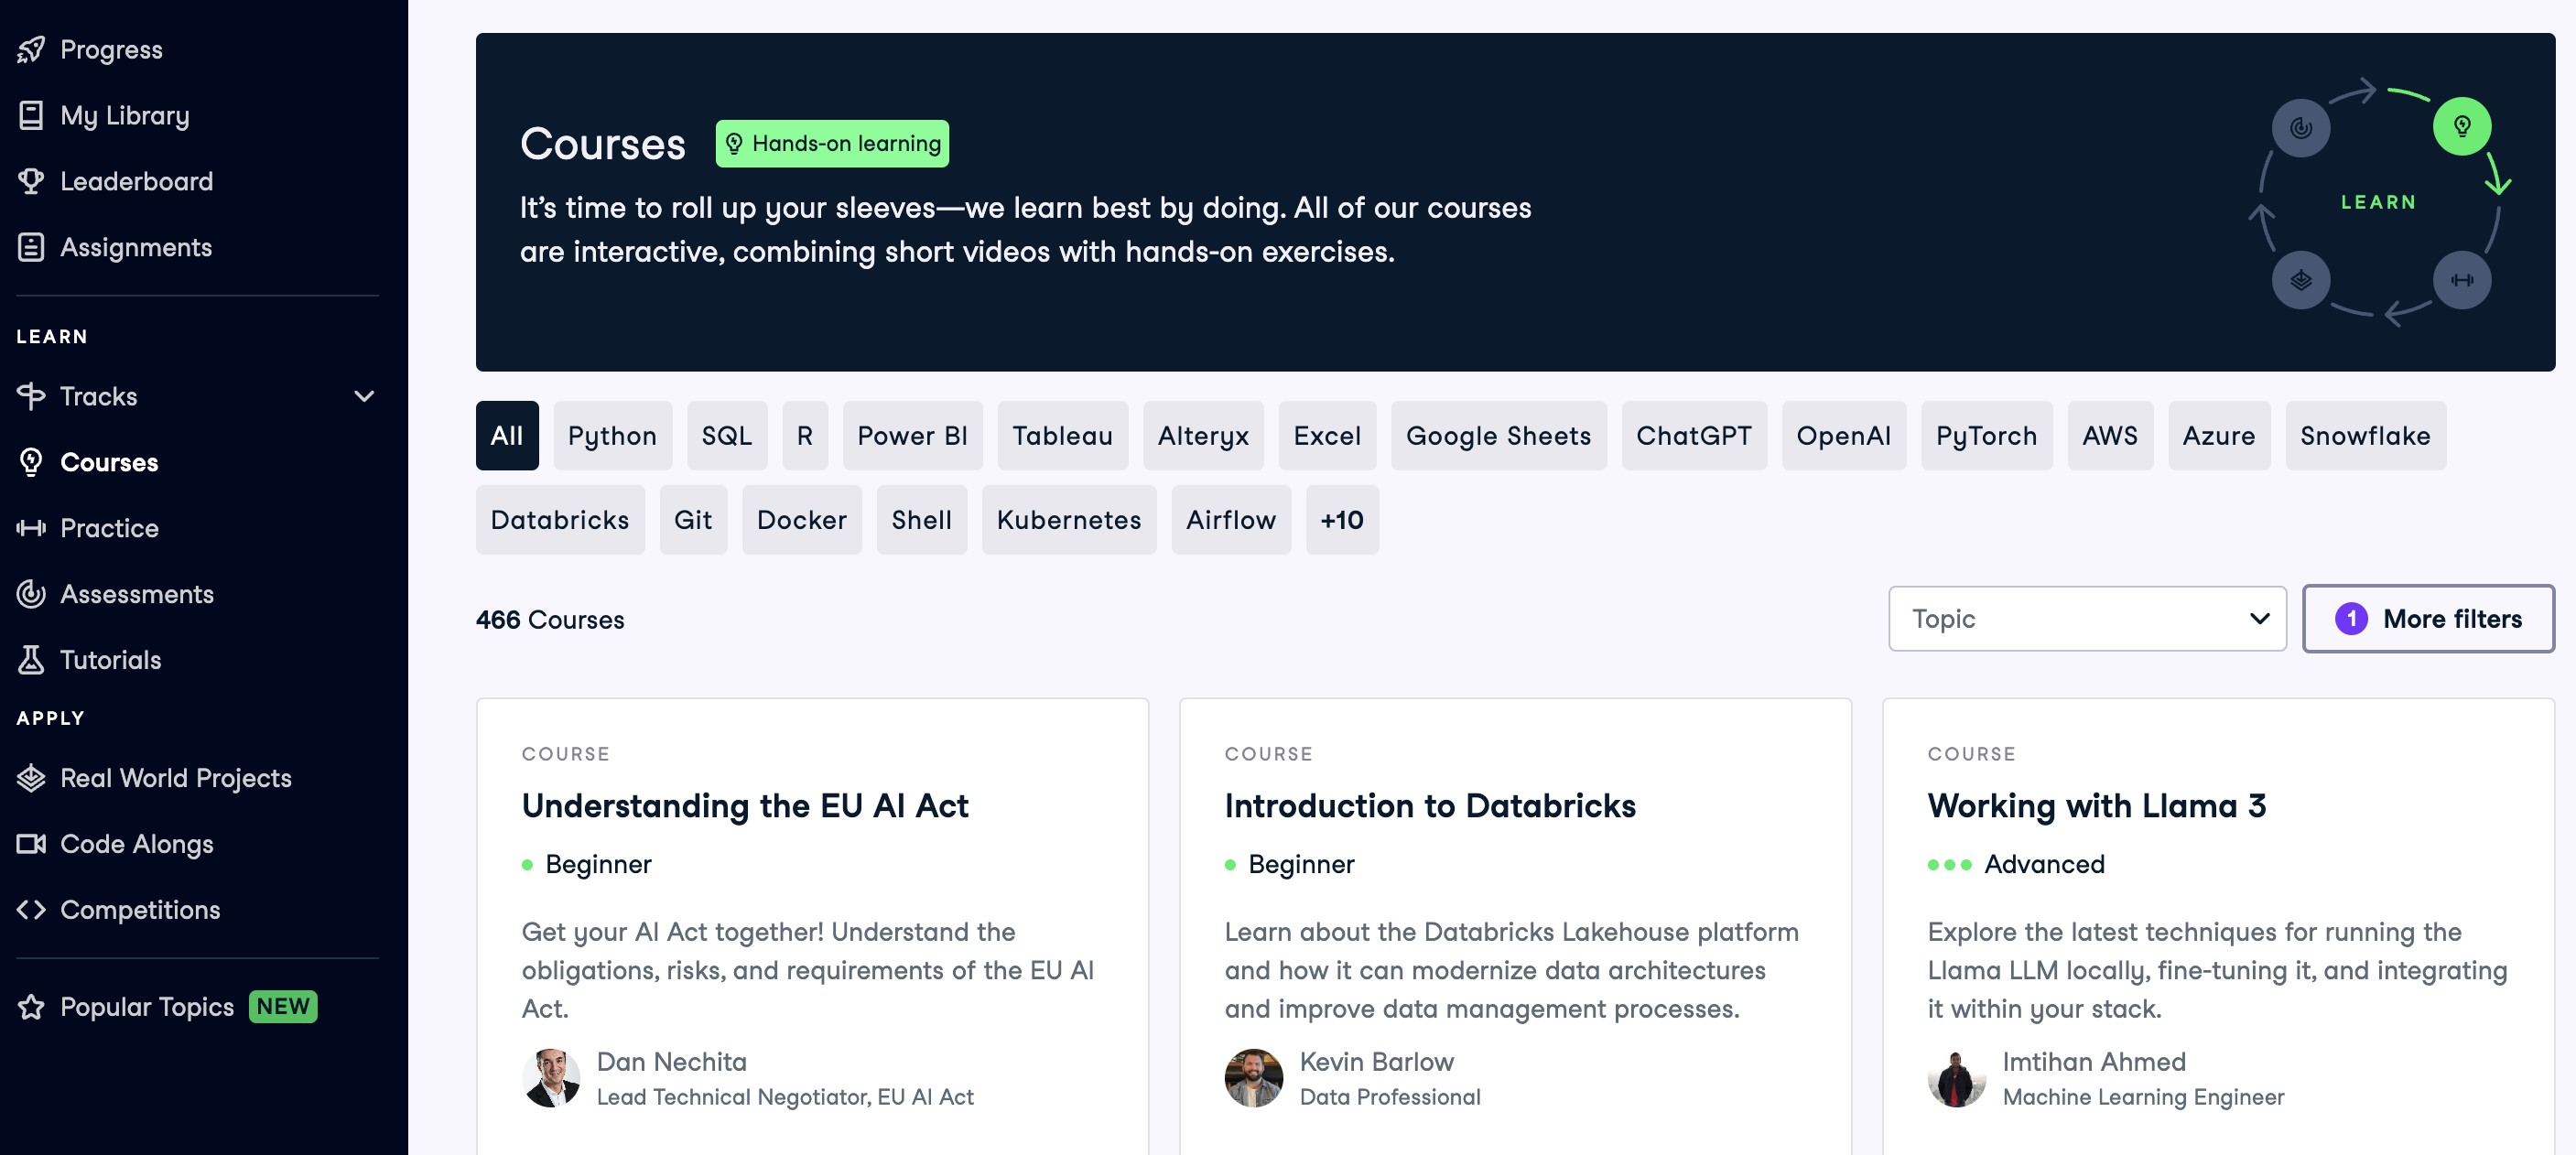 Progress
My Library
Leaderboard
Assignments
LEARN
Tracks
Courses
Practice
Assessments
Tutorials
APPLY
Real World Projects
Code Alongs
Competitions
Popular Topics NEW
Courses Hands-on learning
It’s time to roll up your sleeves—we learn best by doing. All of our courses
are interactive, combining short videos with hands-on exercises.
LEARN
All Python SQL R Power BI Tableau Alteryx Excel Google Sheets ChatGPT OpenAI PyTorch AWS Azure Snowflake
Databricks Git Docker Shell Kubernetes Airflow +10
466 Courses
Topic
1 More filters
COURSE
Understanding the EU AI Act
Beginner
Get your AI Act together! Understand the
obligations, risks, and requirements of the EU AI
Act.
Dan Nechita
Lead Technical Negotiator, EU AI Act
COURSE
Introduction to Databricks
Beginner
Learn about the Databricks Lakehouse platform
and how it can modernize data architectures
and improve data management processes.
Kevin Barlow
Data Professional
COURSE
Working with Llama 3
Advanced
Explore the latest techniques for running the
Llama LLM locally, fine-tuning it, and integrating
it within your stack.
Imtihan Ahmed
Machine Learning Engineer